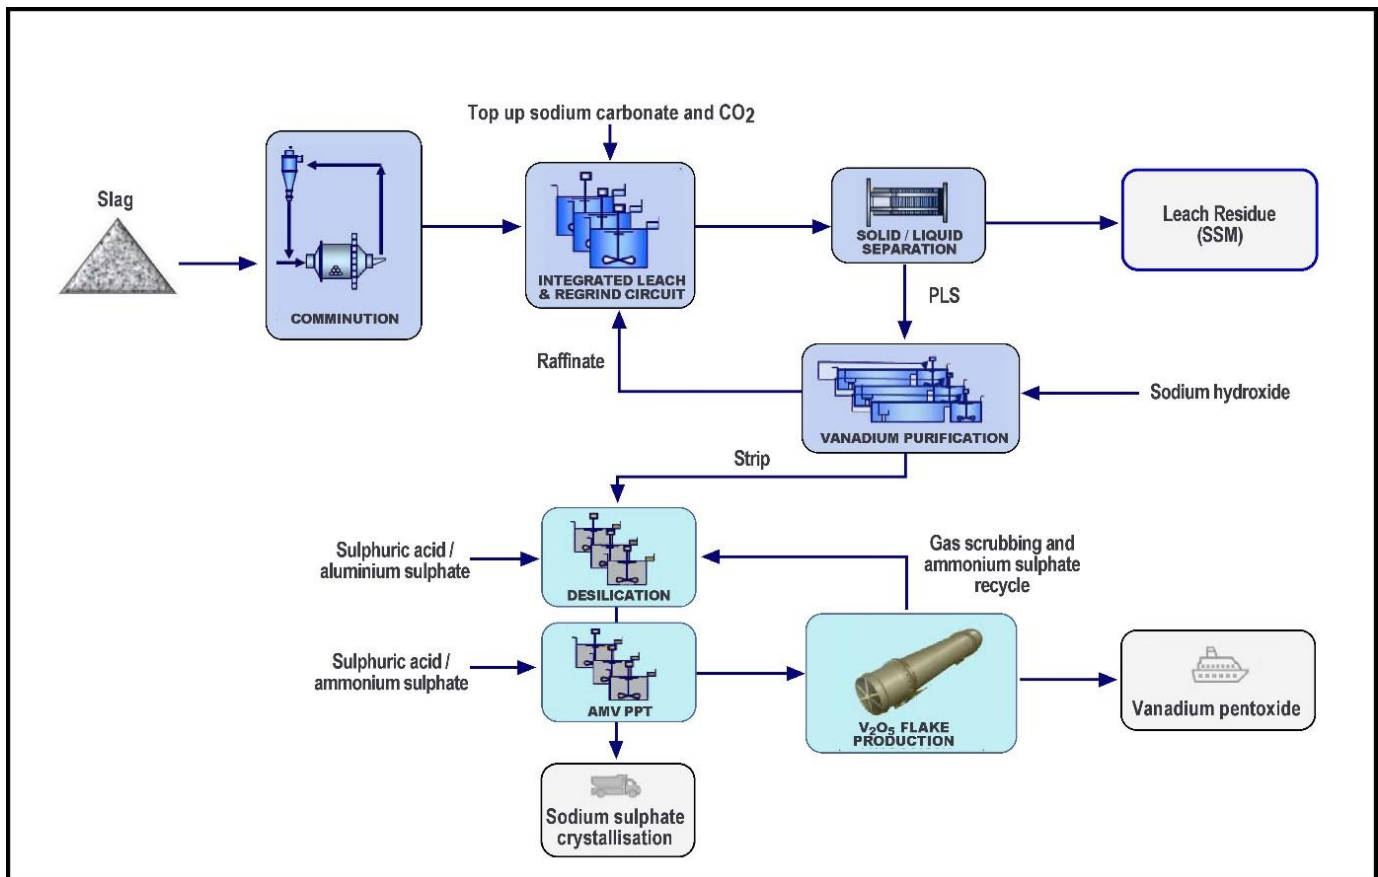 Top up sodium carbonate and CO2
Slag
COMMINUTION
INTEGRATED LEACH
& REGRIND CIRCUIT
SOLID / LIQUID
SEPARATION
Leach Residue
(SSM)
PLS
Raffinate
VANADIUM PURIFICATION
Sodium hydroxide
Strip
Sulphuric acid /
aluminium sulphate
DESILICATION
Gas scrubbing and
ammonium sulphate
recycle
Sulphuric acid /
ammonium sulphate
AMV PPT
V2O5 FLAKE
PRODUCTION
Vanadium pentoxide
Sodium sulphate
crystallisation